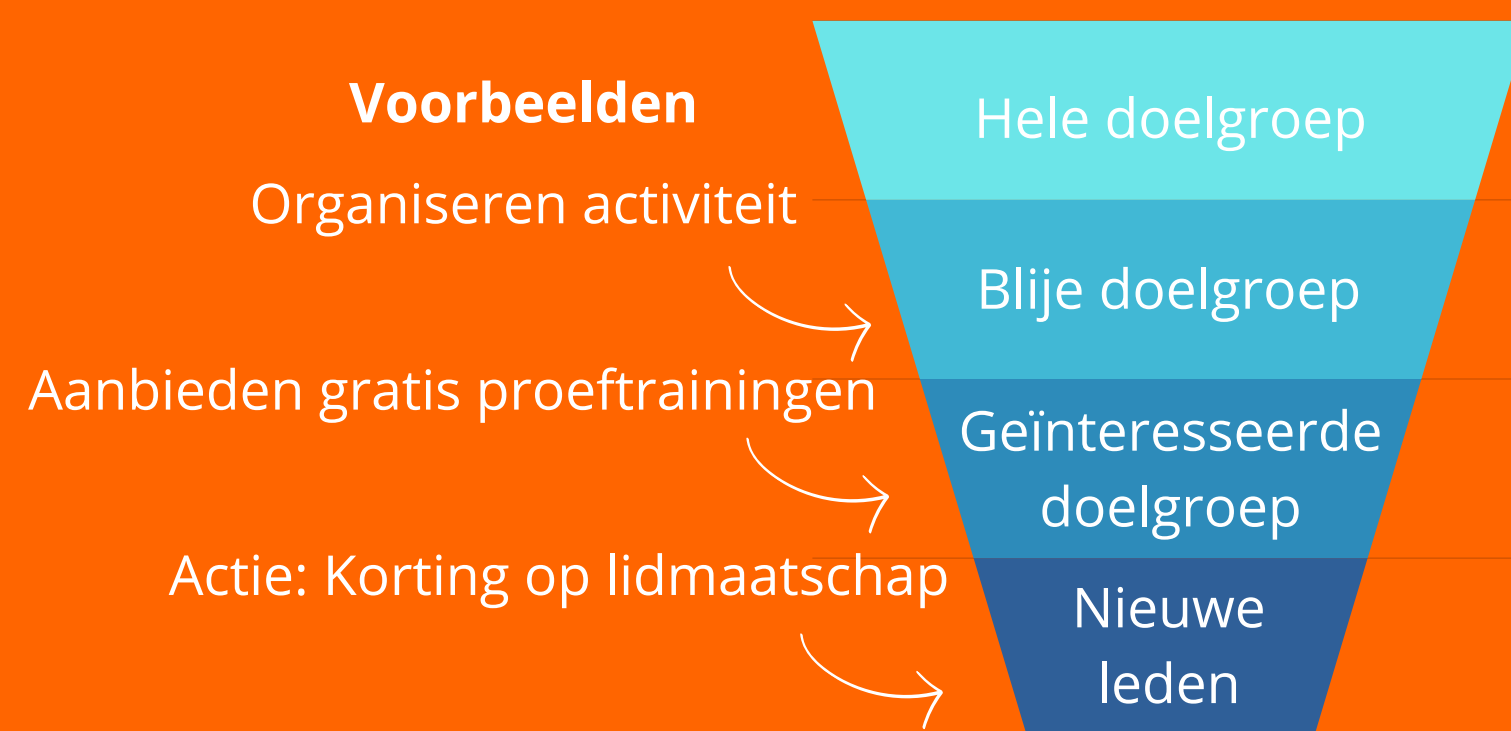 Voorbeelden
Organiseren activiteit
Aanbieden gratis proeftrainingen
Actie: Korting op lidmaatschap
Hele doelgroep
Blije doelgroep
Geïnteresseerde
doelgroep
Nieuwe
leden